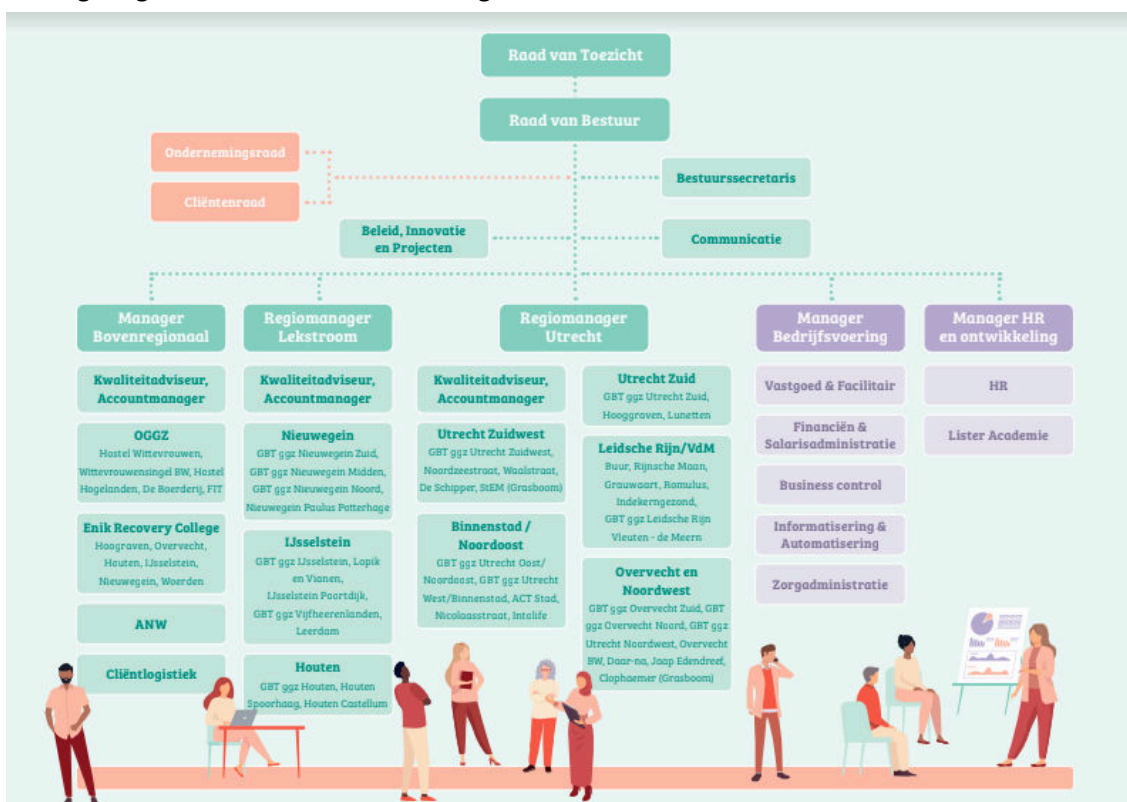 Raad van Toezicht
Raad van Bestuur
Ondernemingsraad
Cliëntenraad
Bestuurssecretaris
Beleid, Innovatie
en Projecten
Communicatie
Manager
Bovenregionaal
Kwaliteitadviseur,
Accountmanager
OGGZ
Hostel Wittevrouwen,
Wittevrouwensingel BW, Hostel
Hogelanden, De Boerderij, FIT
Enik Recovery College
Hoograven, Overvecht,
Houten, IJsselstein,
Nieuwegein, Woerden
ANW
Cliëntlogistiek
Regiomanager
Lekstroom
Kwaliteitadviseur,
Accountmanager
Nieuwegein
GBT ggz Nieuwegein Zuid,
GBT ggz Nieuwegein Midden,
GBT ggz Nieuwegein Noord,
Nieuwegein Paulus Potterhage
IJsselstein
GBT ggz IJsselstein, Lopik
en Vianen,
IJsselstein Poortdijk,
GBT ggz Vijfheerenlanden,
Leerdam
Houten
GBT ggz Houten, Houten
Spoorhaag, Houten Castellum
Regiomanager
Utrecht
Kwaliteitadviseur,
Accountmanager
Utrecht Zuidwest
GBT ggz Utrecht Zuidwest,
Noordzeestraat, Waalstraat,
De Schipper, StEM (Grasboom)
Binnenstad /
Noordoost
GBT ggz Utrecht Oost/
Noordoost, GBT ggz Utrecht
West/Binnenstad, ACT Stad,
Nicolaasstraat, Intolife
Utrecht Zuid
GBT ggz Utrecht Zuid,
Hooggraven, Lunetten
Leidsche Rijn/VdM
Buur, Rijnsche Maan,
Grauwaart, Romulus,
Indekerngezond,
GBT ggz Leidsche Rijn
Vleuten - de Meern
Overvecht en
Noordwest
GBT ggz Overvecht Zuid, GBT
ggz Overvecht Noord, GBT ggz
Utrecht Noordwest, Overvecht
BW, Daar-na, Jaap Edendreef,
Clophaemer (Grasboom)
Manager
Bedrijfsvoering
Vastgoed & Facilitair
Financiën &
Salarisadministratie
Business control
Informatisering &
Automatisering
Zorgadministratie
Manager HR
en ontwikkeling
HR
Lister Academie